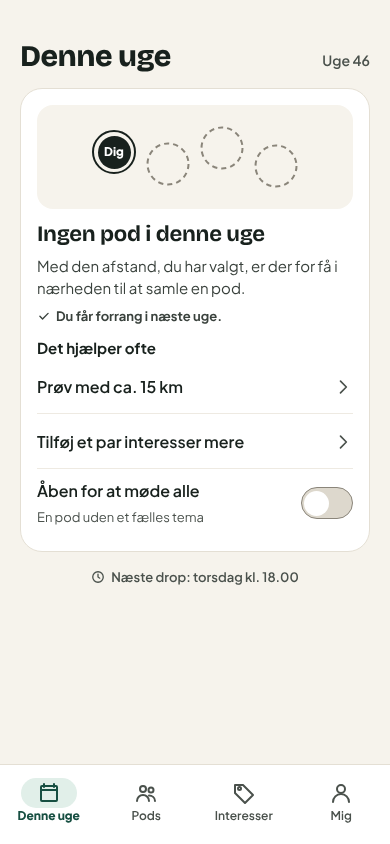 Denne uge
Uge 46
Dig
Ingen pod i denne uge
Med den afstand, du har valgt, er der for få i
nærheden til at samle en pod.
Du får forrang i næste uge.
Det hjælper ofte
Prøv med ca. 15 km
Tilføj et par interesser mere
Åben for at møde alle
En pod uden et fælles tema
Næste drop: torsdag kl. 18.00
Denne uge
Pods
Interesser
Mig